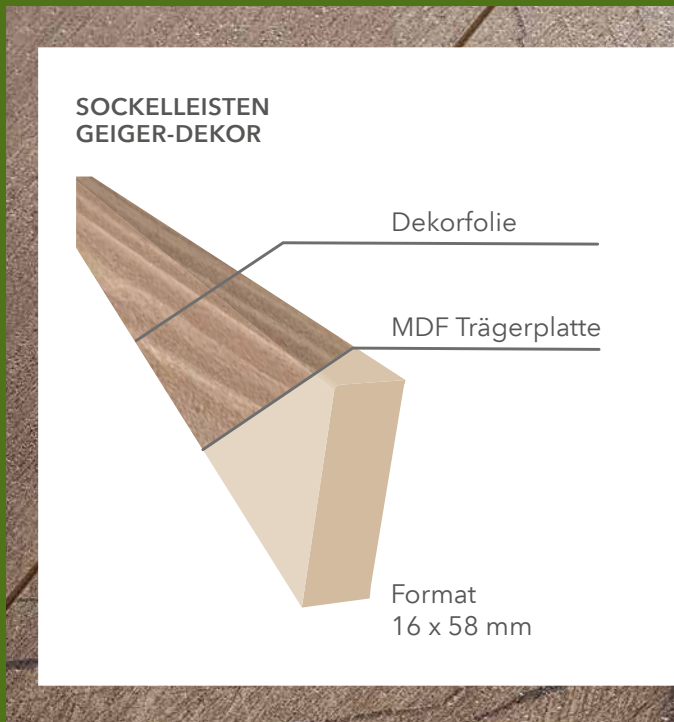 SOCKELLEISTEN
GEIGER-DEKOR
Dekorfolie
MDF Trägerplatte
Format
16 x 58 mm